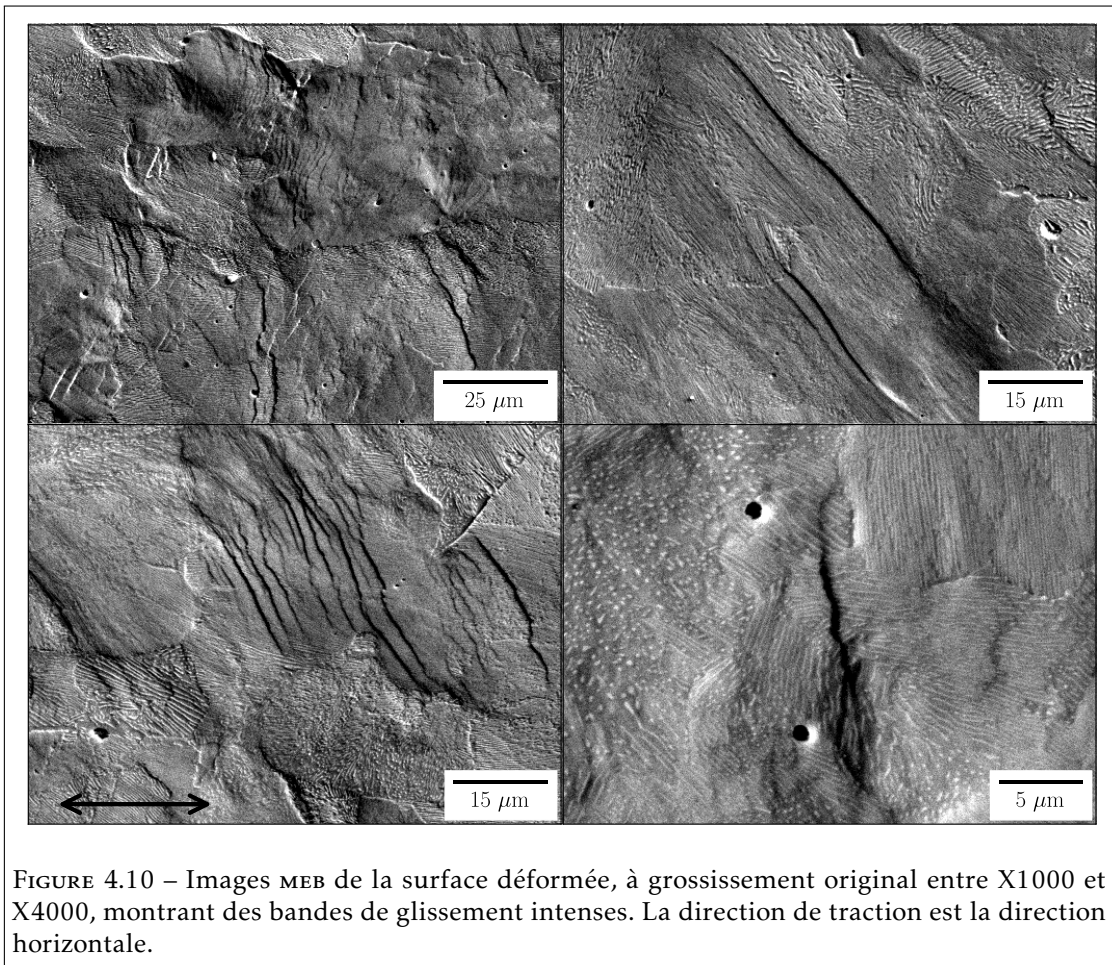 25 μm
15 μm
15 μm
5 μm
FIGURE 4.10 – Images MEB de la surface déformée, à grossissement original entre X1000 et
X4000, montrant des bandes de glissement intenses. La direction de traction est la direction
horizontale.